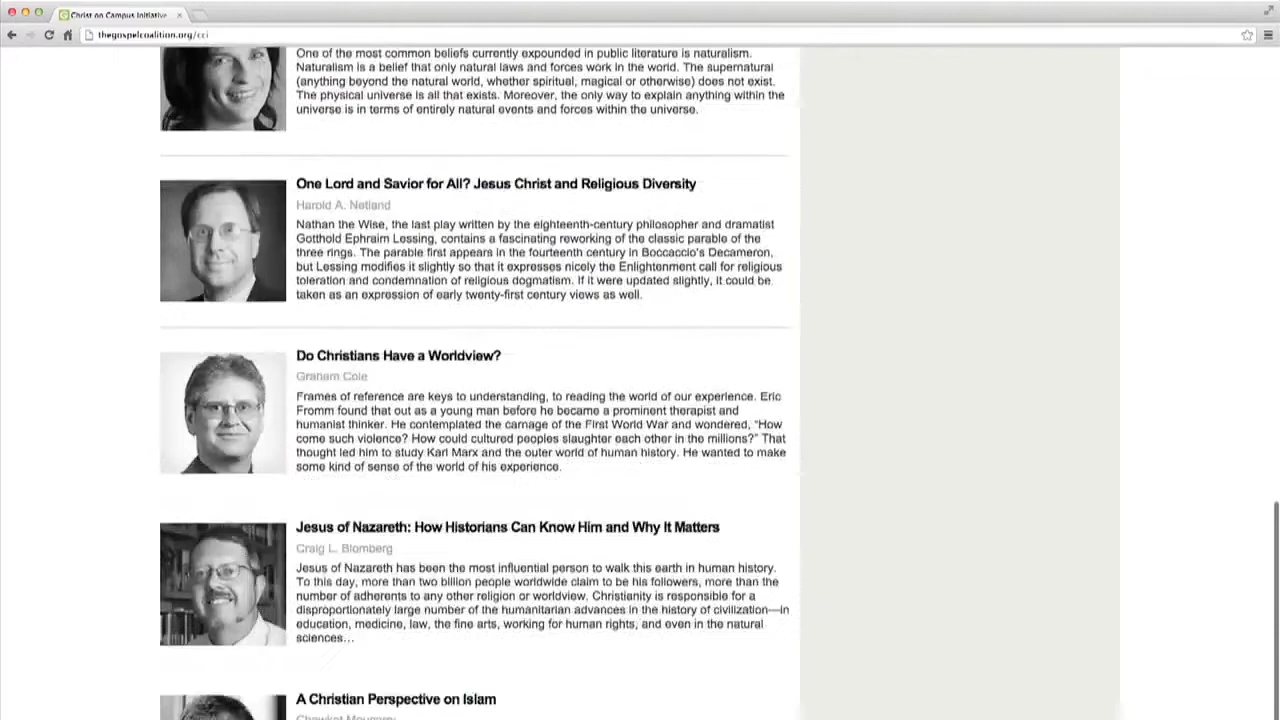 Christ on Campus Initiative
thegospelcoalition.org/cci
One of the most common beliefs currently expounded in public literature is naturalism.
Naturalism is a belief that only natural laws and forces work in the world. The supernatural
(anything beyond the natural world, whether spiritual, magical or otherwise) does not exist.
The physical universe is all that exists. Moreover, the only way to explain anything within the
universe is in terms of entirely natural events and forces within the universe.
One Lord and Savior for All? Jesus Christ and Religious Diversity
Harold A. Netland
Nathan the Wise, the last play written by the eighteenth-century philosopher and dramatist
Gotthold Ephraim Lessing, contains a fascinating reworking of the classic parable of the
three rings. The parable first appears in the fourteenth century in Boccaccio's Decameron,
but Lessing modifies it slightly so that it expresses nicely the Enlightenment call for religious
toleration and condemnation of religious dogmatism. If it were updated slightly, it could be
taken as an expression of early twenty-first century views as well.
Do Christians Have a Worldview?
Graham Cole
Frames of reference are keys to understanding, to reading the world of our experience. Eric
Fromm found that out as a young man before he became a prominent therapist and
humanist thinker. He contemplated the carnage of the First World War and wondered, "How
come such violence? How could cultured peoples slaughter each other in the millions?" That
thought led him to study Karl Marx and the outer world of human history. He wanted to make
some kind of sense of the world of his experience.
Jesus of Nazareth: How Historians Can Know Him and Why It Matters
Craig L. Blomberg
Jesus of Nazareth has been the most influential person to walk this earth in human history.
To this day, more than two billion people worldwide claim to be his followers, more than the
number of adherents to any other religion or worldview. Christianity is responsible for a
disproportionately large number of the humanitarian advances in the history of civilization—in
education, medicine, law, the fine arts, working for human rights, and even in the natural
sciences...
A Christian Perspective on Islam